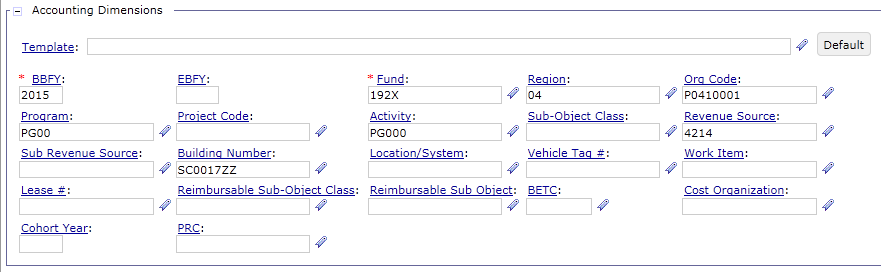 Accounting Dimensions
Template: Default
* BBFY: EBFY: * Fund: Region: Org Code:
2015 192X 04 P0410001
Program: Project Code: Activity: Sub-Object Class: Revenue Source:
PG00 PG000 4214
Sub Revenue Source: Building Number: Location/System: Vehicle Tag #: Work Item:
SC0017ZZ
Lease #: Reimbursable Sub-Object Class: Reimbursable Sub Object: BETC: Cost Organization:
Cohort Year: PRC: